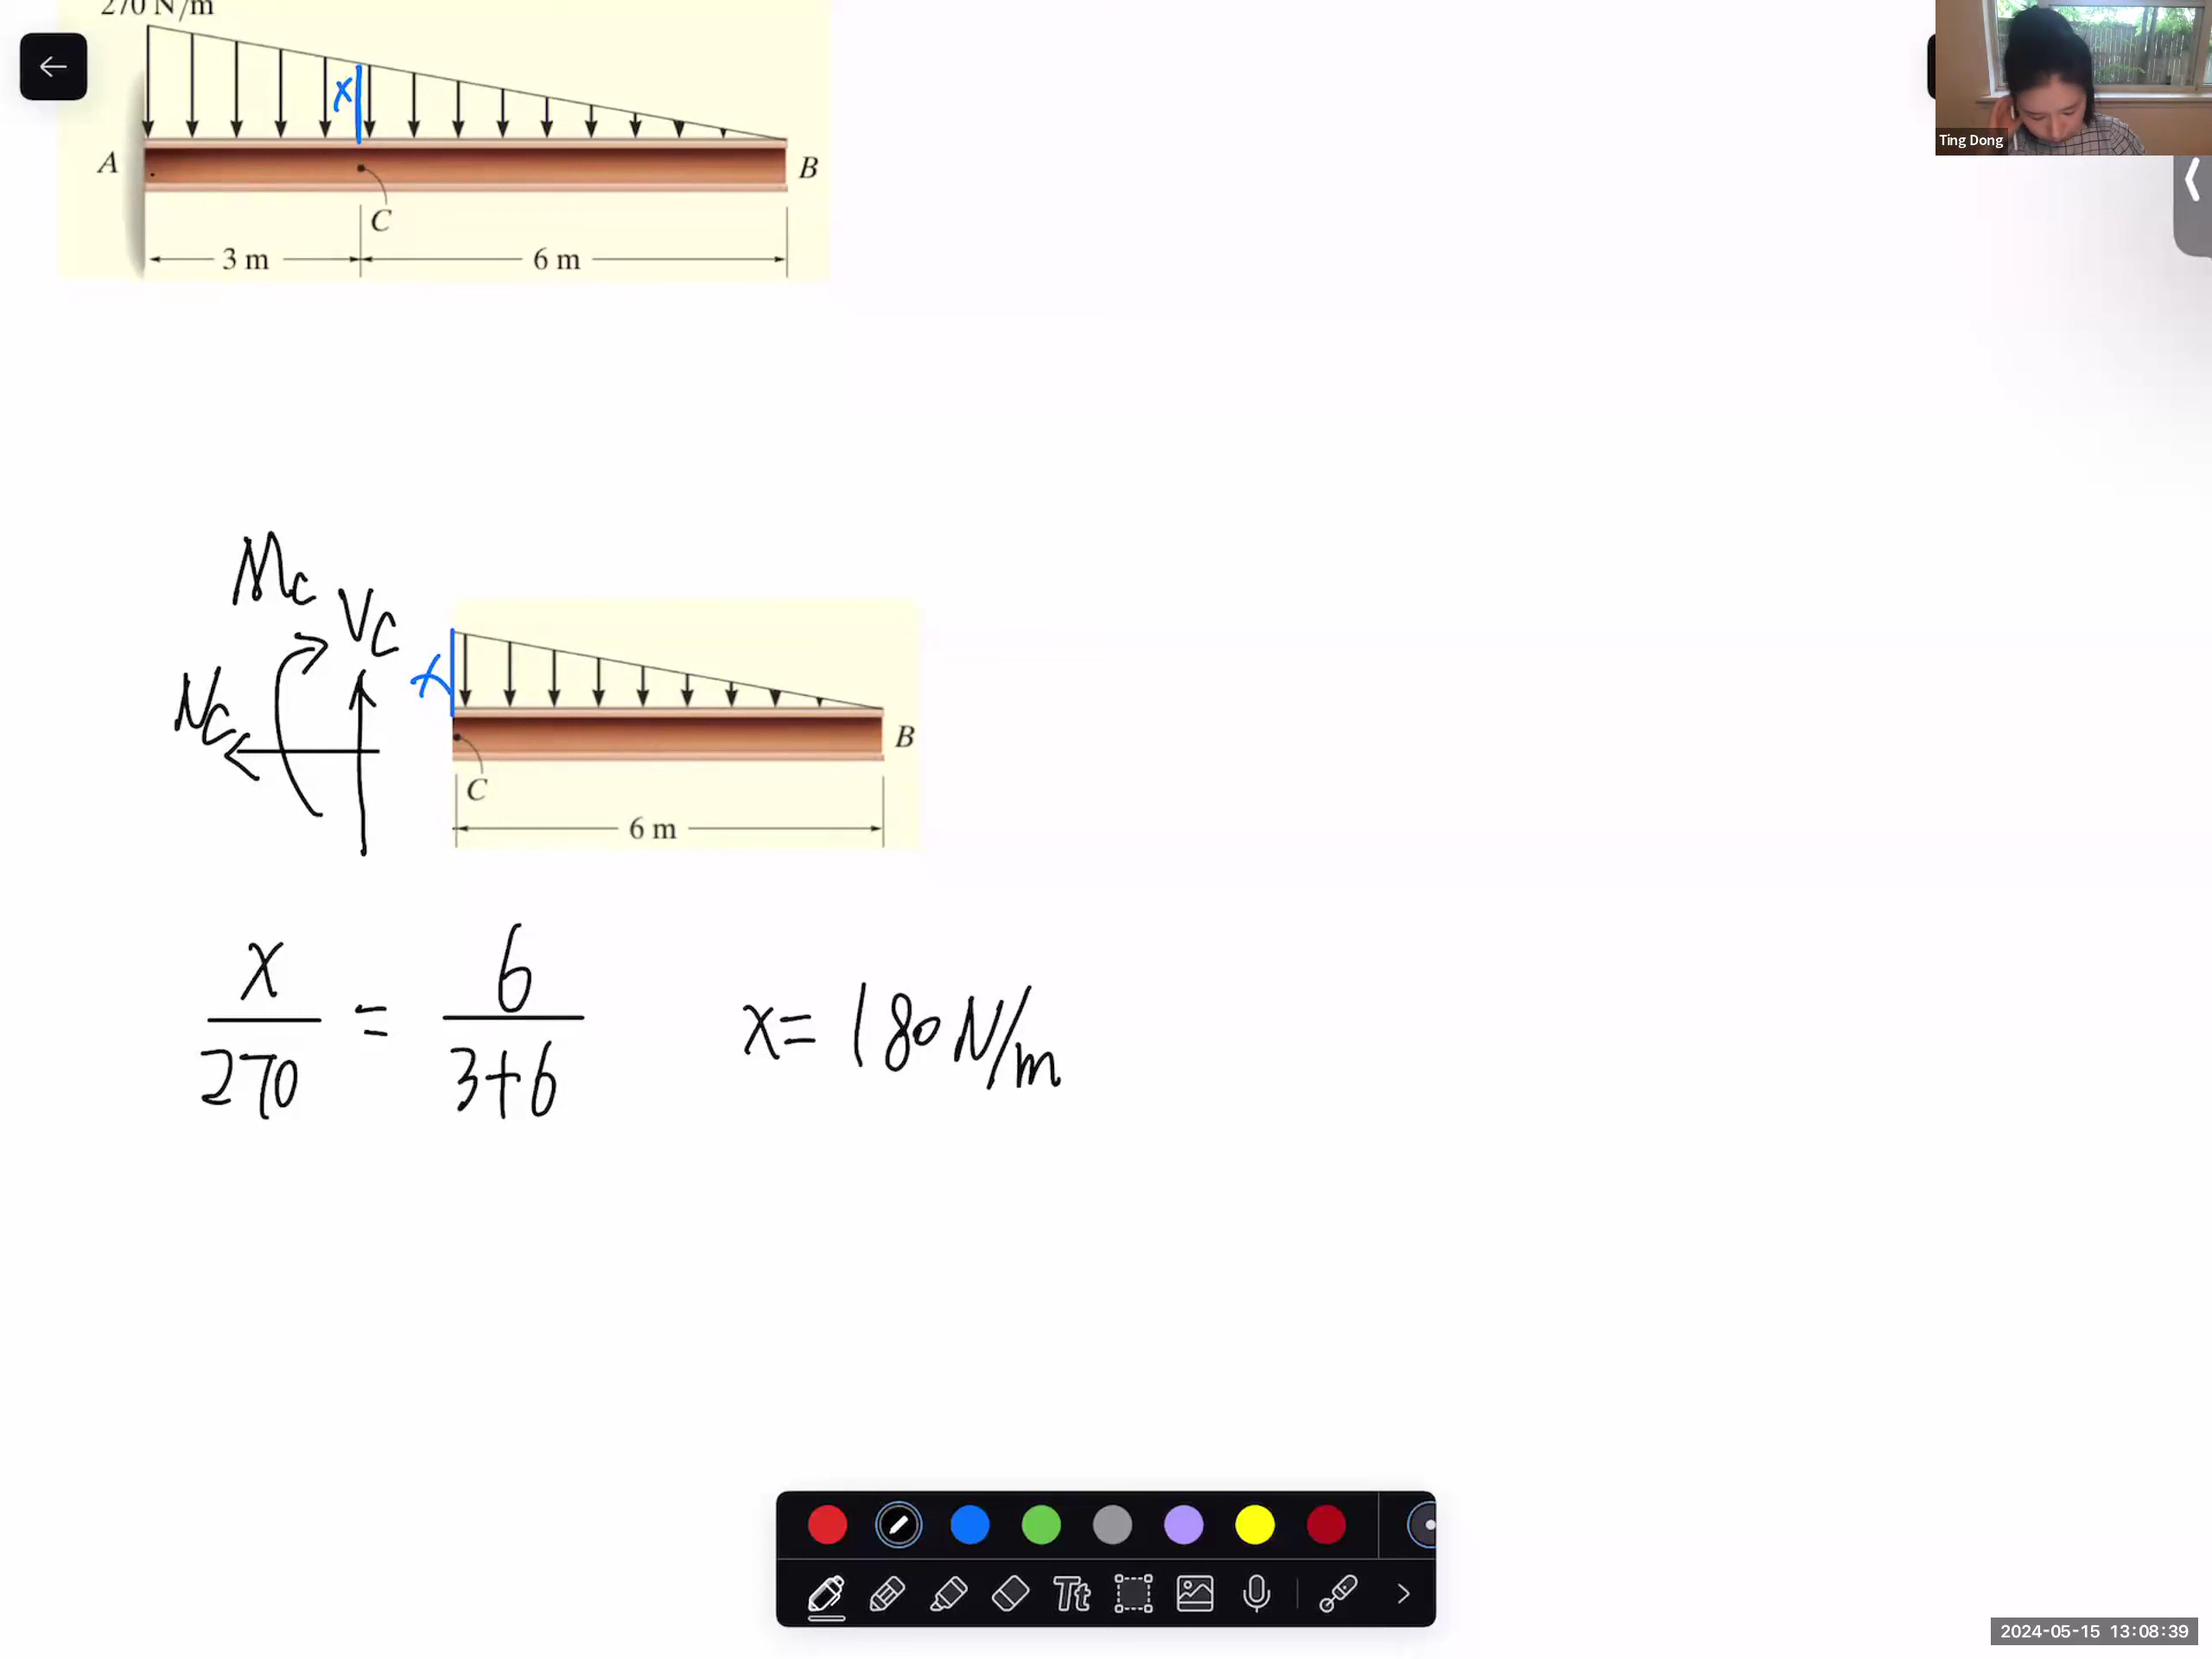 270 N/m
Ting Dong
x
A
B
C
3 m
6 m
Mc
Vc
Nc
x
B
C
6 m
x/270 = 6/(3+6)
x = 180 N/m
Tt
2024-05-15 13:08:39